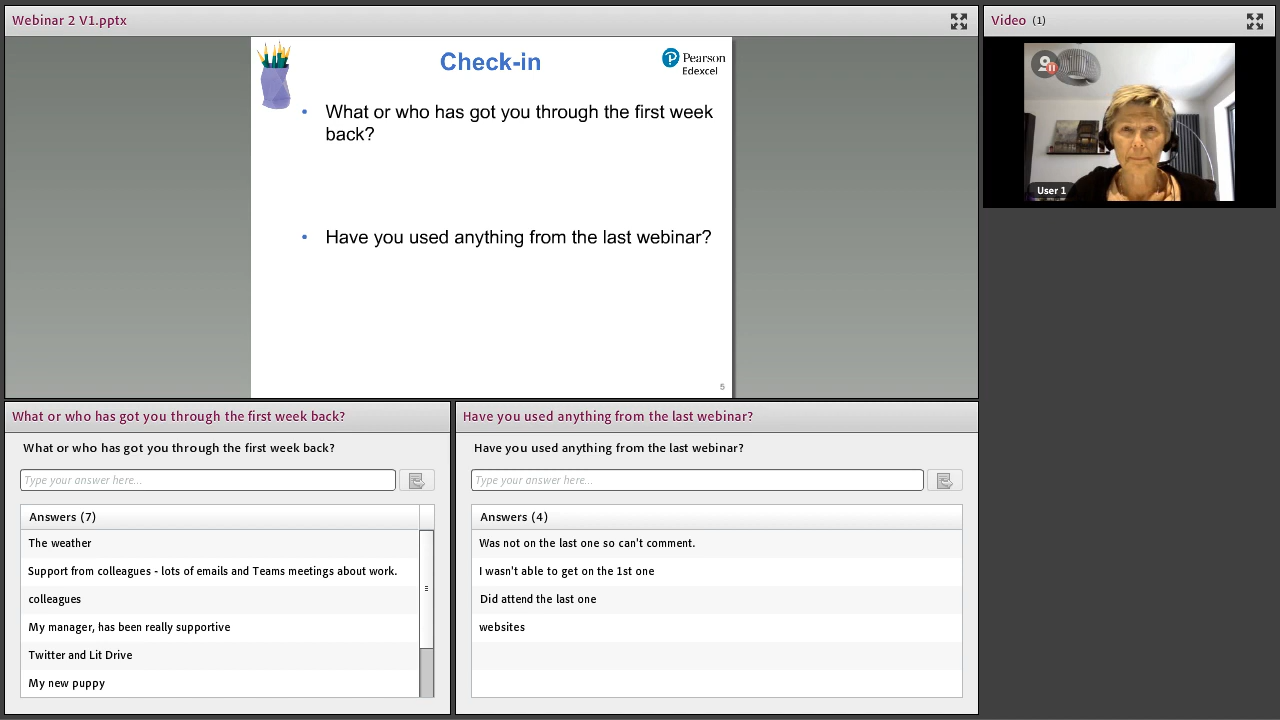 Webinar 2 V1.pptx
Check-in
Pearson
Edexcel
• What or who has got you through the first week
back?
• Have you used anything from the last webinar?
5
Video (1)
User 1
What or who has got you through the first week back?
What or who has got you through the first week back?
Type your answer here...
Answers (7)
The weather
Support from colleagues - lots of emails and Teams meetings about work.
colleagues
My manager, has been really supportive
Twitter and Lit Drive
My new puppy
Have you used anything from the last webinar?
Have you used anything from the last webinar?
Type your answer here...
Answers (4)
Was not on the last one so can't comment.
I wasn't able to get on the 1st one
Did attend the last one
websites